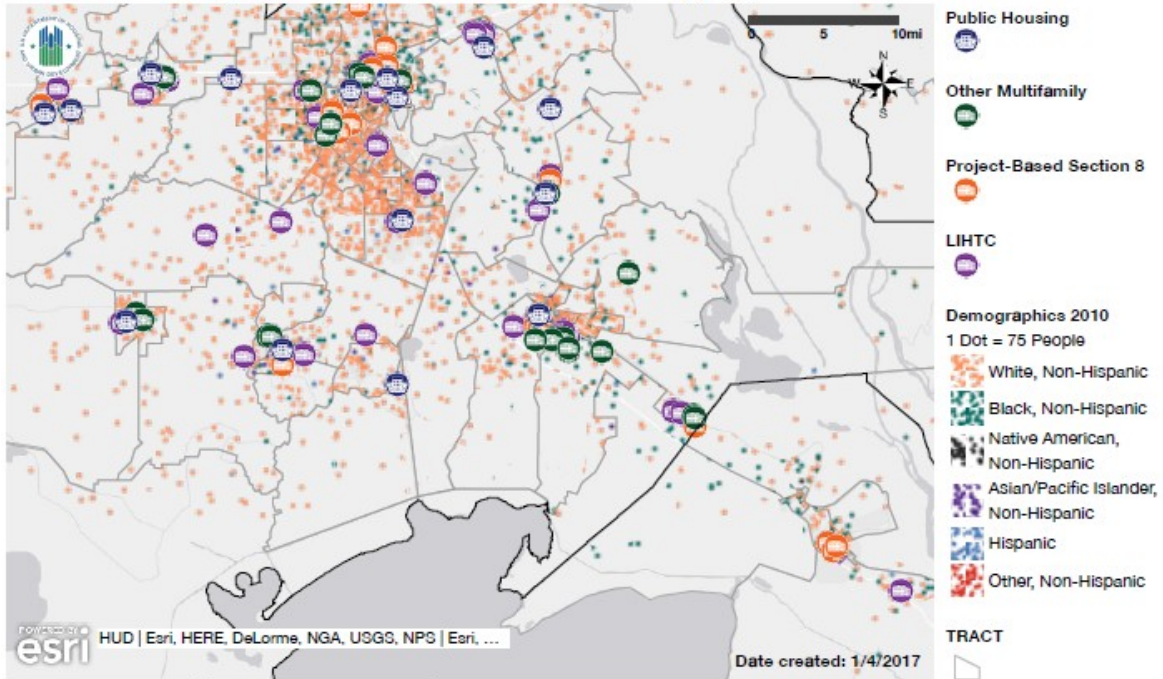 0 5 10mi
N
W E
S
Public Housing
Other Multifamily
Project-Based Section 8
LIHTC
Demographics 2010
1 Dot = 75 People
White, Non-Hispanic
Black, Non-Hispanic
Native American,
Non-Hispanic
Asian/Pacific Islander,
Non-Hispanic
Hispanic
Other, Non-Hispanic
TRACT
POWERED BY
esri
HUD | Esri, HERE, DeLorme, NGA, USGS, NPS | Esri, ...
Date created: 1/4/2017